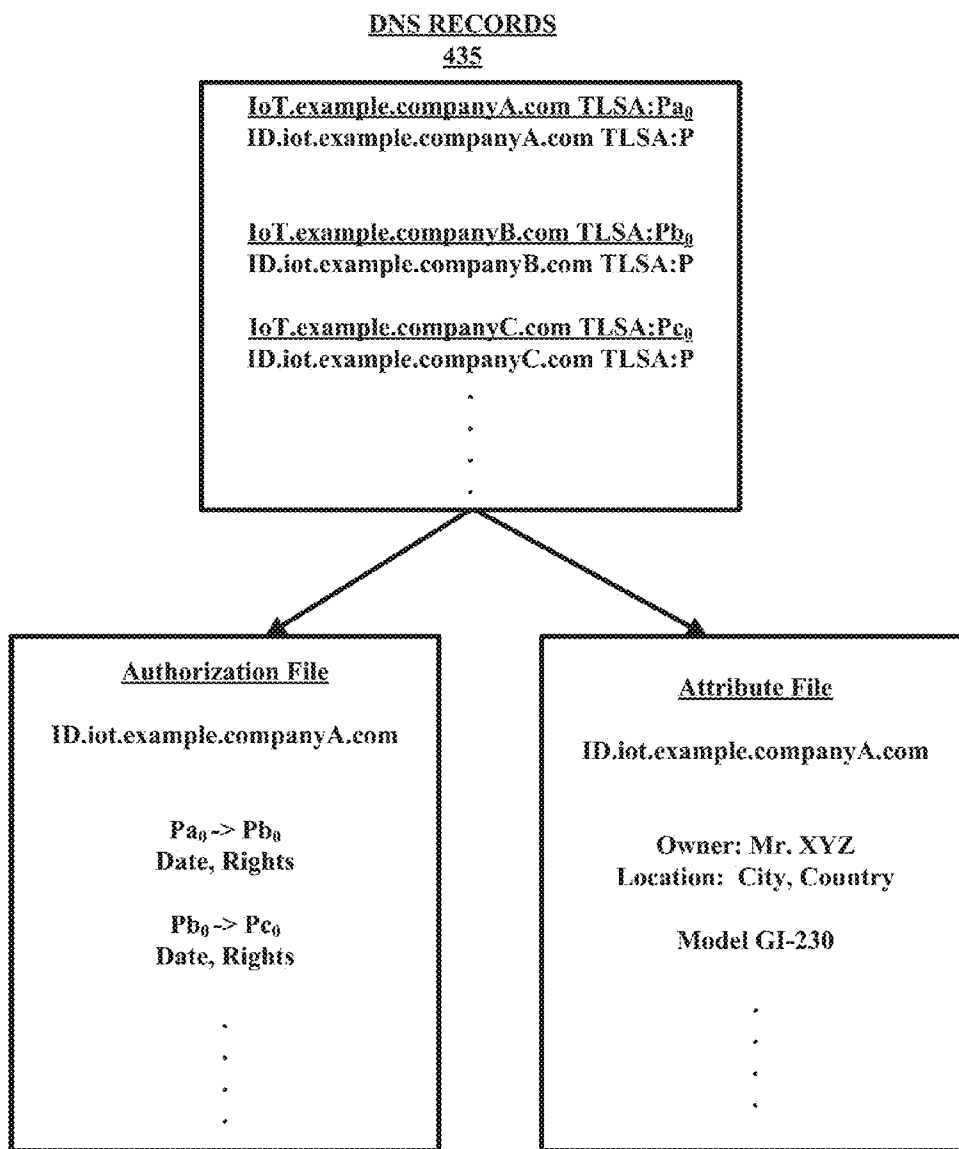 DNS RECORDS
435
IoT.example.companyA.com TLSA:Pa₀
ID.iot.example.companyA.com TLSA:P
IoT.example.companyB.com TLSA:Pb₀
ID.iot.example.companyB.com TLSA:P
IoT.example.companyC.com TLSA:Pc₀
ID.iot.example.companyC.com TLSA:P
Authorization File
ID.iot.example.companyA.com
Pa₀ -> Pb₀
Date, Rights
Pb₀ -> Pc₀
Date, Rights
Attribute File
ID.iot.example.companyA.com
Owner: Mr. XYZ
Location: City, Country
Model GI-230